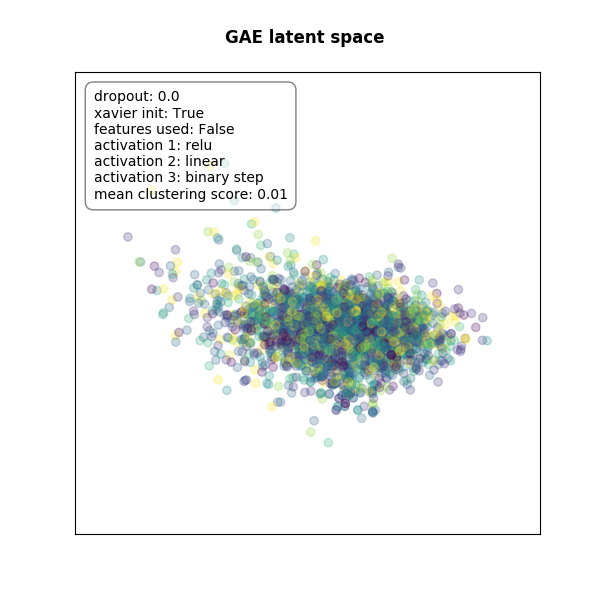 GAE latent space
dropout: 0.0
xavier init: True
features used: False
activation 1: relu
activation 2: linear
activation 3: binary step
mean clustering score: 0.01